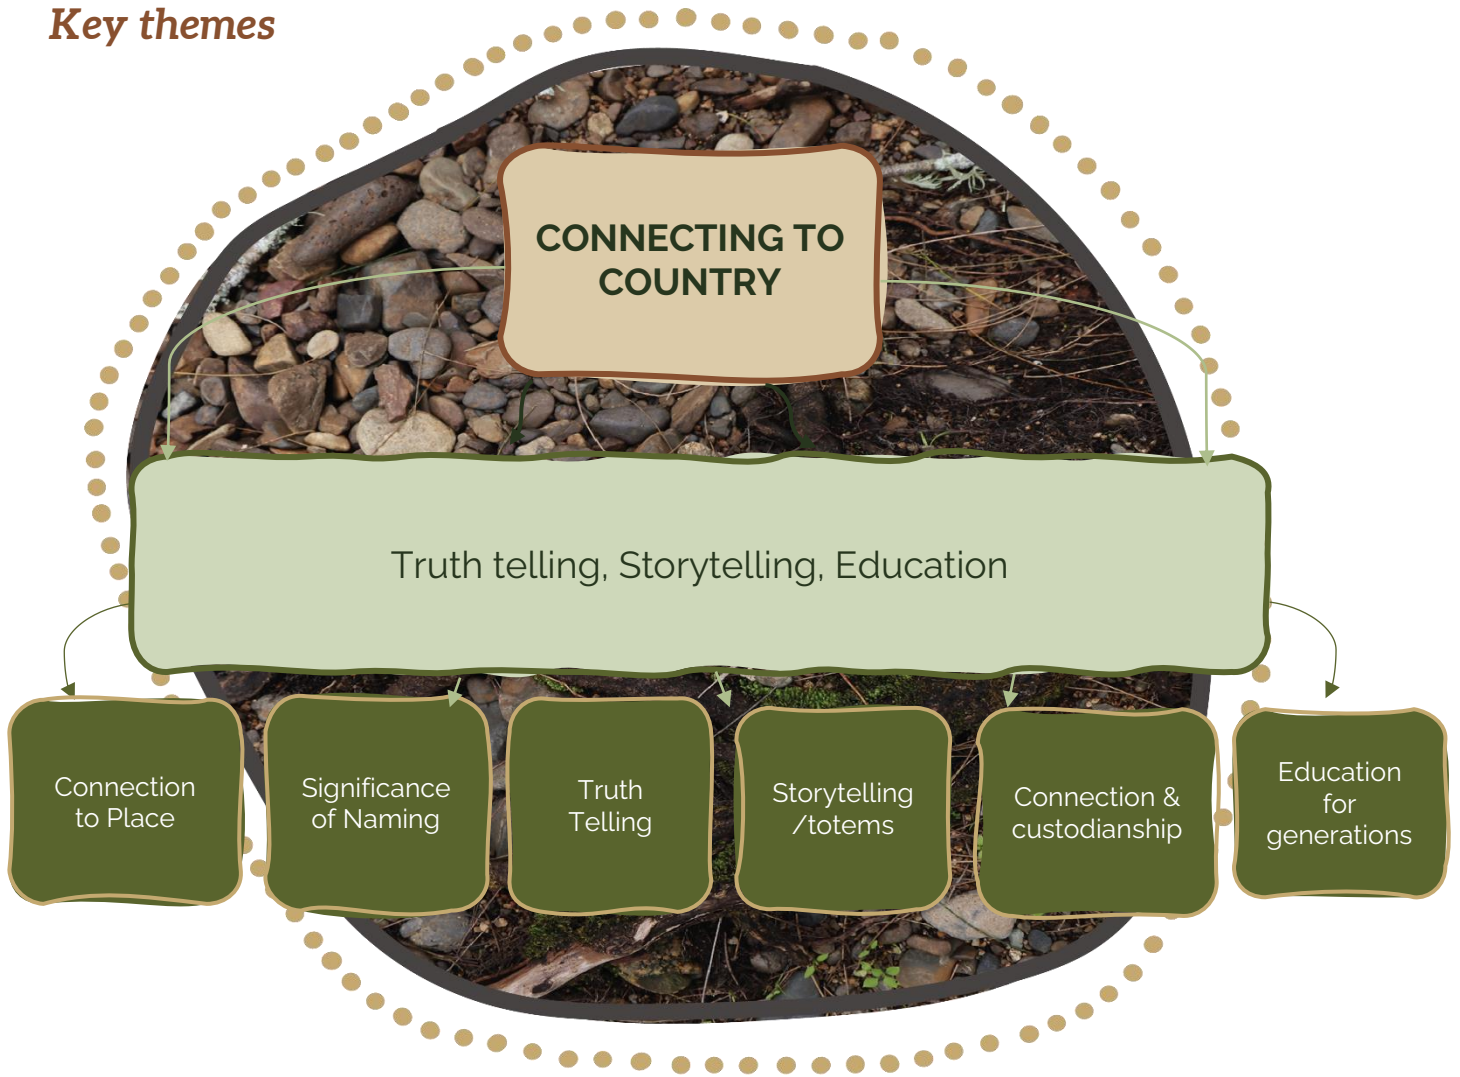 Key themes
CONNECTING TO
COUNTRY
Truth telling, Storytelling, Education
Connection
to Place
Significance
of Naming
Truth
Telling
Storytelling
/totems
Connection &
custodianship
Education
for
generations